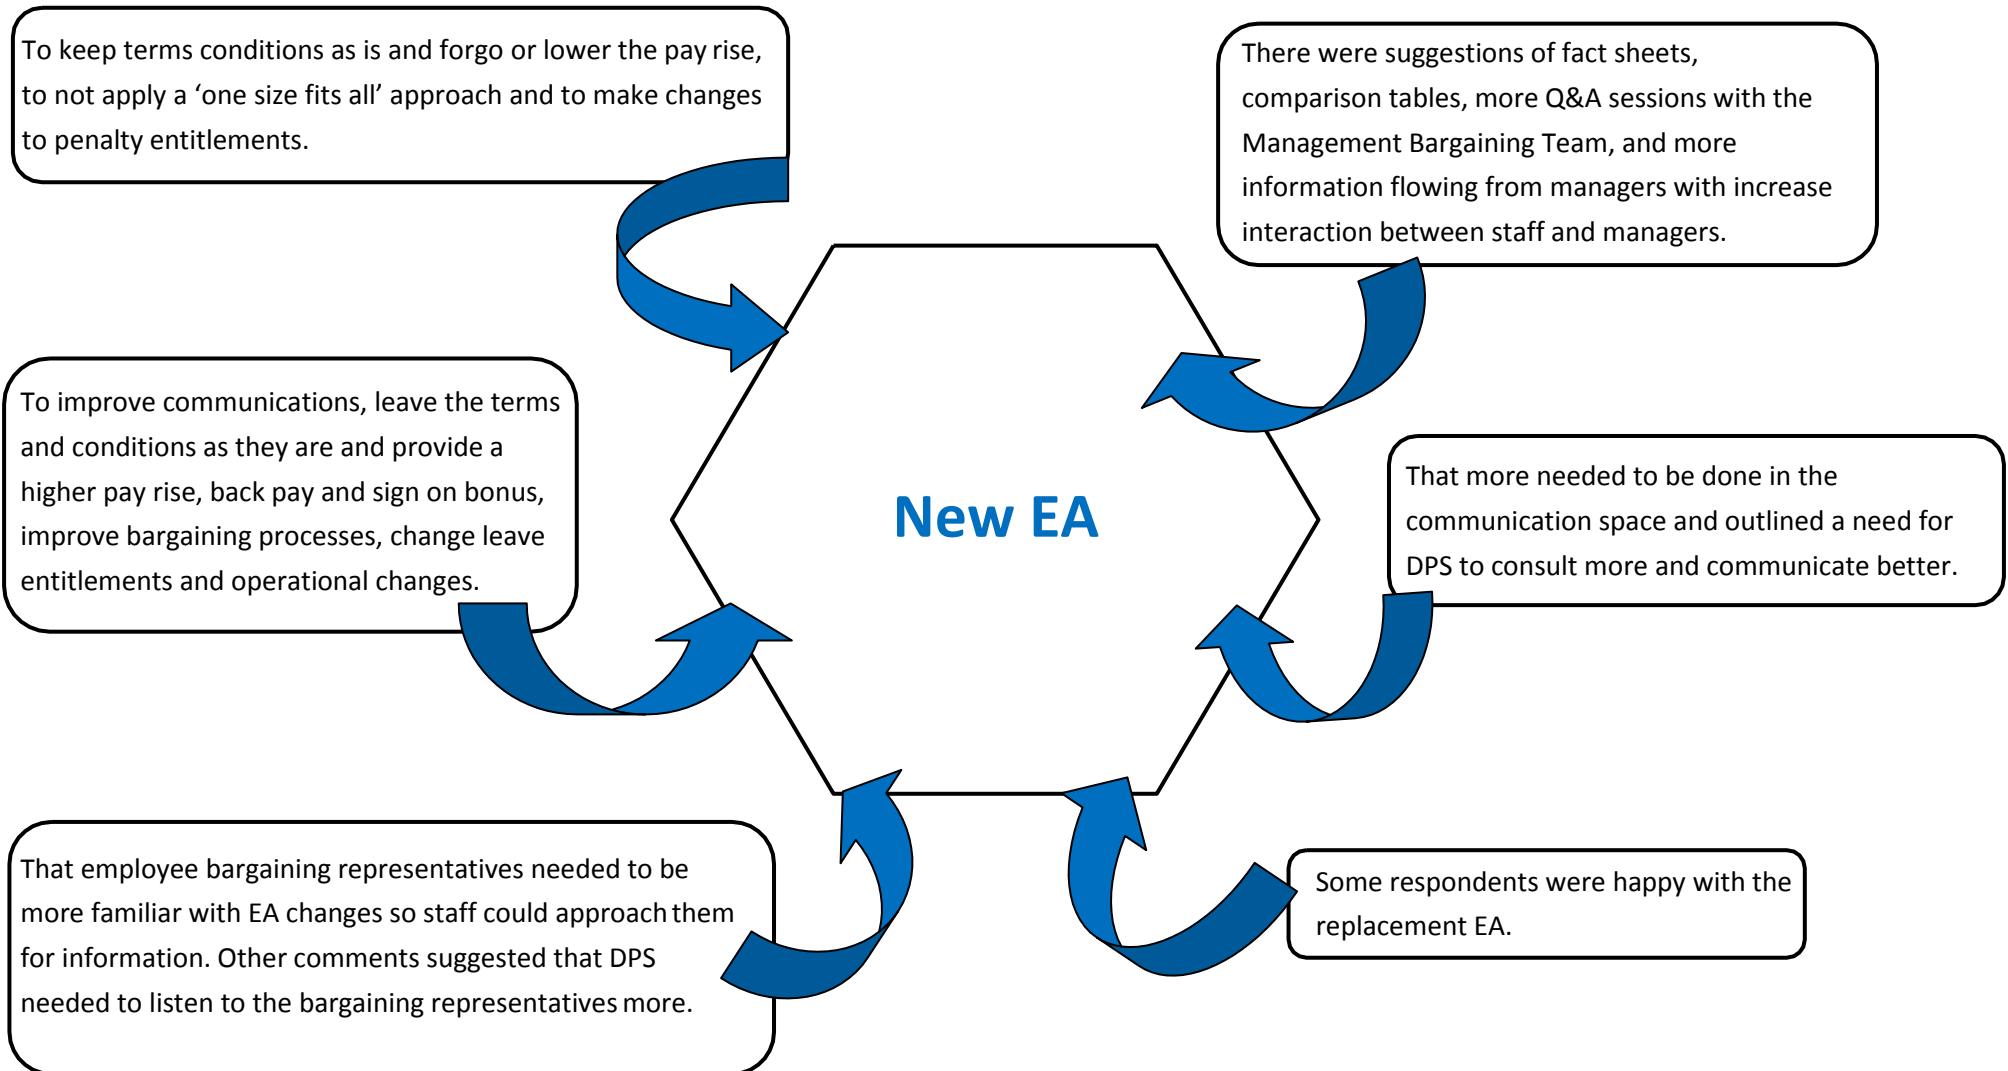 To keep terms conditions as is and forgo or lower the pay rise,
to not apply a ‘one size fits all’ approach and to make changes
to penalty entitlements.
There were suggestions of fact sheets,
comparison tables, more Q&A sessions with the
Management Bargaining Team, and more
information flowing from managers with increase
interaction between staff and managers.
To improve communications, leave the terms
and conditions as they are and provide a
higher pay rise, back pay and sign on bonus,
improve bargaining processes, change leave
entitlements and operational changes.
New EA
That more needed to be done in the
communication space and outlined a need for
DPS to consult more and communicate better.
That employee bargaining representatives needed to be
more familiar with EA changes so staff could approach them
for information. Other comments suggested that DPS
needed to listen to the bargaining representatives more.
Some respondents were happy with the
replacement EA.